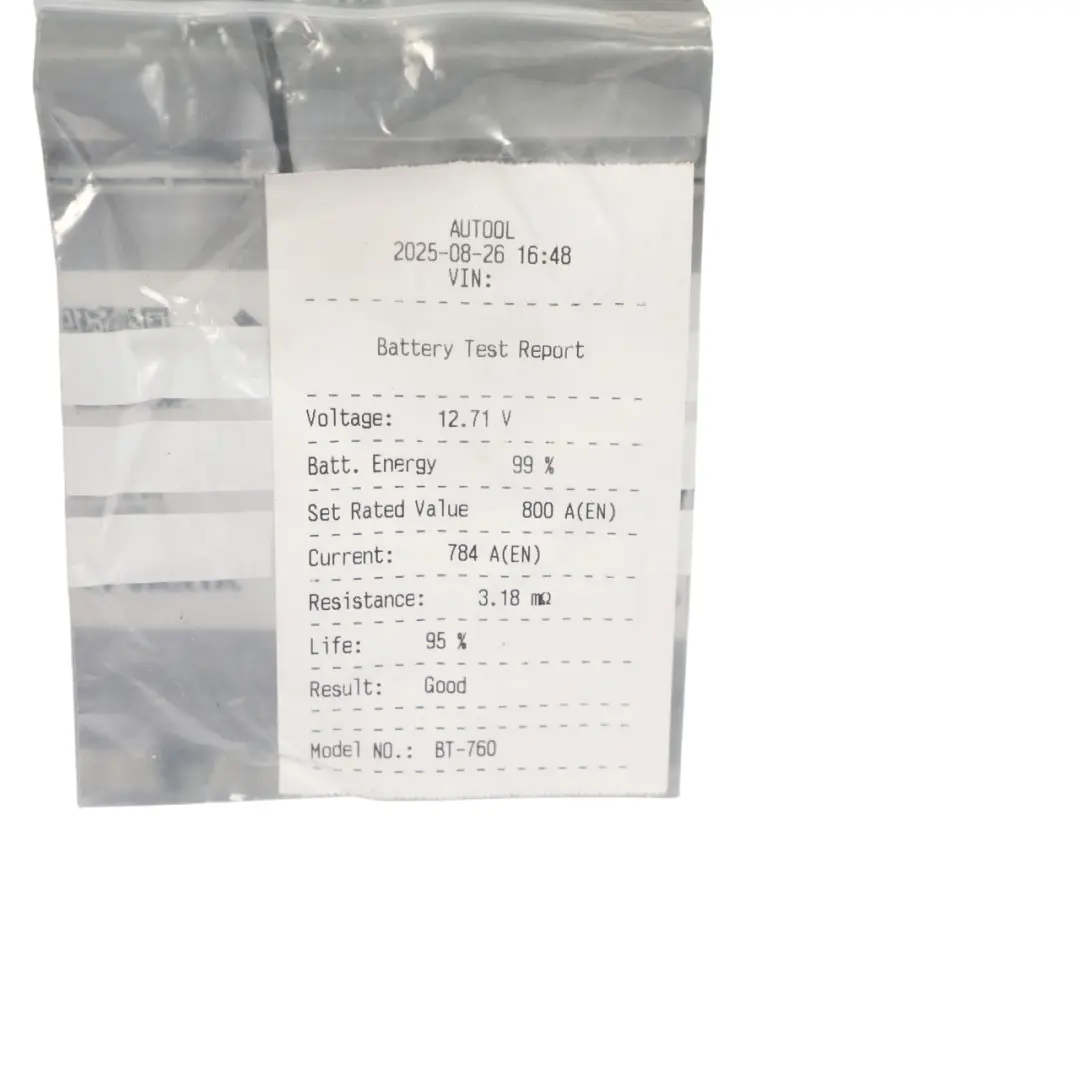 AUTOOL
2025-08-26 16:48
VIN:
Battery Test Report
Voltage: 12.71 V
Batt. Energy 99 %
Set Rated Value 800 A(EN)
Current: 784 A(EN)
Resistance: 3.18 mΩ
Life: 95 %
Result: Good
Model NO.: BT-760